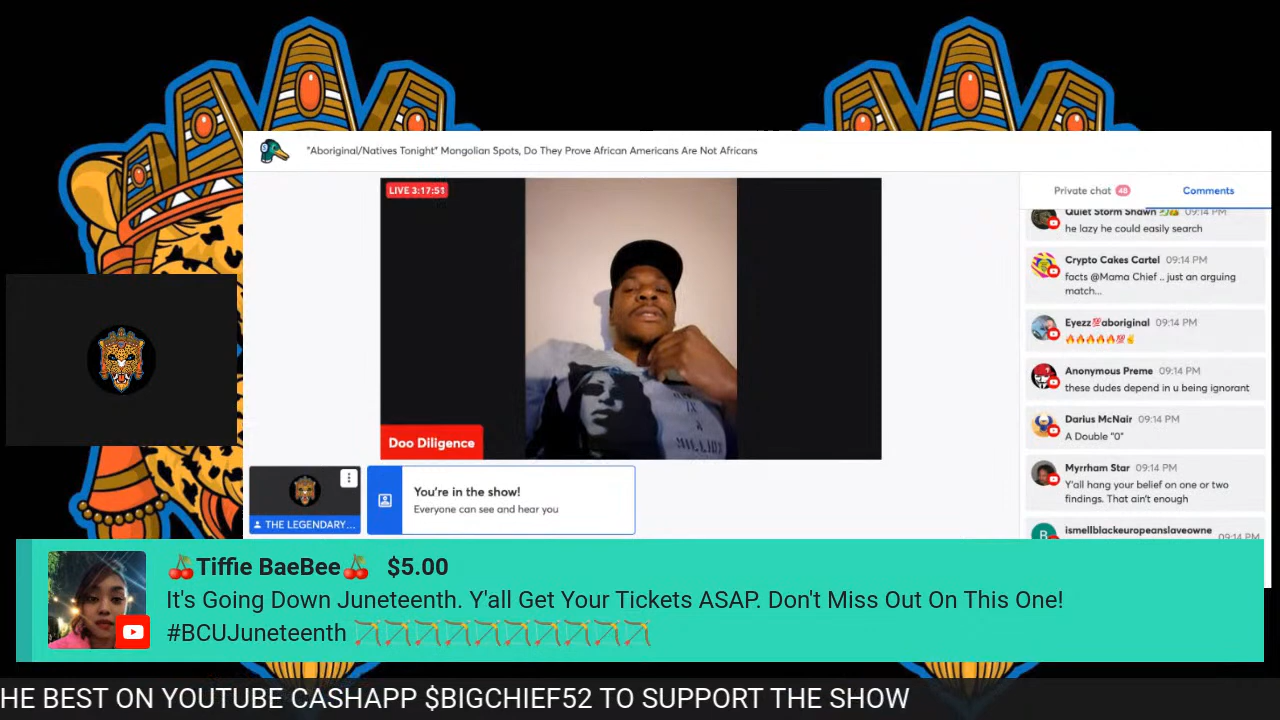 "Aboriginal/Natives Tonight" Mongolian Spots, Do They Prove African Americans Are Not Africans
LIVE 3:17:51
Doo Diligence
THE LEGENDARY...
You're in the show!
Everyone can see and hear you
Private chat 48
Comments
Quiet Storm Shawn 09:14 PM
he lazy he could easily search
Crypto Cakes Cartel 09:14 PM
facts @Mama Chief .. just an arguing
match...
Eyezz💯aboriginal 09:14 PM
🔥🔥🔥🔥🔥💯✌
Anonymous Preme 09:14 PM
these dudes depend in u being ignorant
Darius McNair 09:14 PM
A Double "0"
Myrrham Star 09:14 PM
Y'all hang your belief on one or two
findings. That ain't enough
ismellblackeuropeanslaveowne
09:14 PM
🍒Tiffie BaeBee🍒 $5.00
It's Going Down Juneteenth. Y'all Get Your Tickets ASAP. Don't Miss Out On This One!
#BCUJuneteenth 🏹🏹🏹🏹🏹🏹🏹🏹🏹🏹
HE BEST ON YOUTUBE CASHAPP $BIGCHIEF52 TO SUPPORT THE SHOW